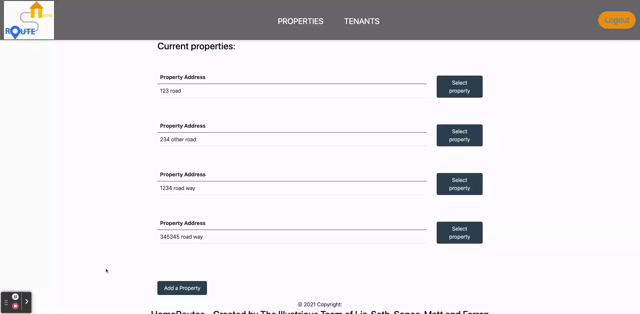 Home
ROUTE
PROPERTIES
TENANTS
Logout
Current properties:
Property Address
123 road
Select property
Property Address
234 other road
Select property
Property Address
1234 road way
Select property
Property Address
345345 road way
Select property
Add a Property
© 2021 Copyright:
HomeRoutes - Created by The Illustrious Team of Liz, Seth, Matt and Ferran